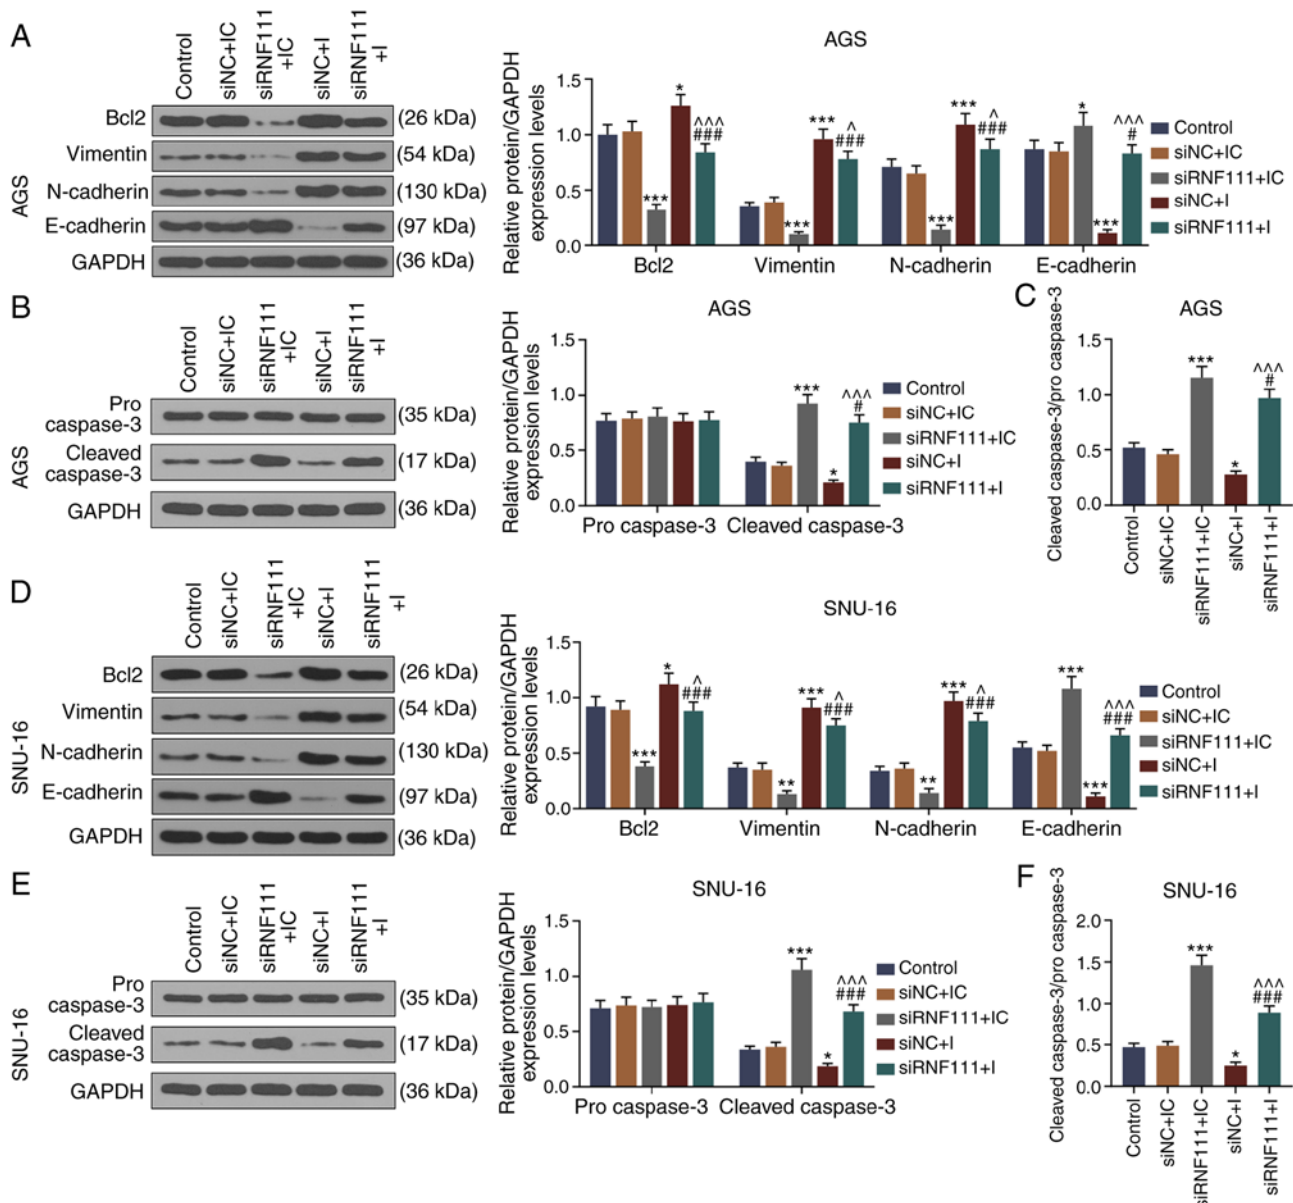 A
Control
siNC+IC
siRNF111
+IC
siNC+I
siRNF111
+I
AGS
Bcl2
(26 kDa)
Vimentin
(54 kDa)
N-cadherin
(130 kDa)
E-cadherin
(97 kDa)
GAPDH
(36 kDa)
AGS
Relative protein/GAPDH
expression levels
1.5
1.0
0.5
0.0
***
*
^^^
###
***
***
^
###
***
***
^
###
*
***
^^^
#
Bcl2
Vimentin
N-cadherin
E-cadherin
Control
siNC+IC
siRNF111+IC
siNC+I
siRNF111+I
B
Control
siNC+IC
siRNF111
+IC
siNC+I
siRNF111
+I
AGS
Pro
caspase-3
(35 kDa)
Cleaved
caspase-3
(17 kDa)
GAPDH
(36 kDa)
AGS
Relative protein/GAPDH
expression levels
1.5
1.0
0.5
0.0
***
*
^^^
#
Pro caspase-3
Cleaved caspase-3
Control
siNC+IC
siRNF111+IC
siNC+I
siRNF111+I
C
AGS
Cleaved caspase-3/pro caspase-3
1.5
1.0
0.5
0.0
***
*
^^^
#
Control
siNC+IC
siRNF111+IC
siNC+I
siRNF111+I
D
Control
siNC+IC
siRNF111
+IC
siNC+I
siRNF111
+I
SNU-16
Bcl2
(26 kDa)
Vimentin
(54 kDa)
N-cadherin
(130 kDa)
E-cadherin
(97 kDa)
GAPDH
(36 kDa)
SNU-16
Relative protein/GAPDH
expression levels
1.5
1.0
0.5
0.0
***
*
^
###
**
***
^
###
**
***
^
###
***
***
^^^
###
Bcl2
Vimentin
N-cadherin
E-cadherin
Control
siNC+IC
siRNF111+IC
siNC+I
siRNF111+I
E
Control
siNC+IC
siRNF111
+IC
siNC+I
siRNF111
+I
SNU-16
Pro
caspase-3
(35 kDa)
Cleaved
caspase-3
(17 kDa)
GAPDH
(36 kDa)
SNU-16
Relative protein/GAPDH
expression levels
1.5
1.0
0.5
0.0
***
*
^^^
###
Pro caspase-3
Cleaved caspase-3
Control
siNC+IC
siRNF111+IC
siNC+I
siRNF111+I
F
SNU-16
Cleaved caspase-3/pro caspase-3
2.0
1.5
1.0
0.5
0.0
***
*
^^^
###
Control
siNC+IC
siRNF111+IC
siNC+I
siRNF111+I